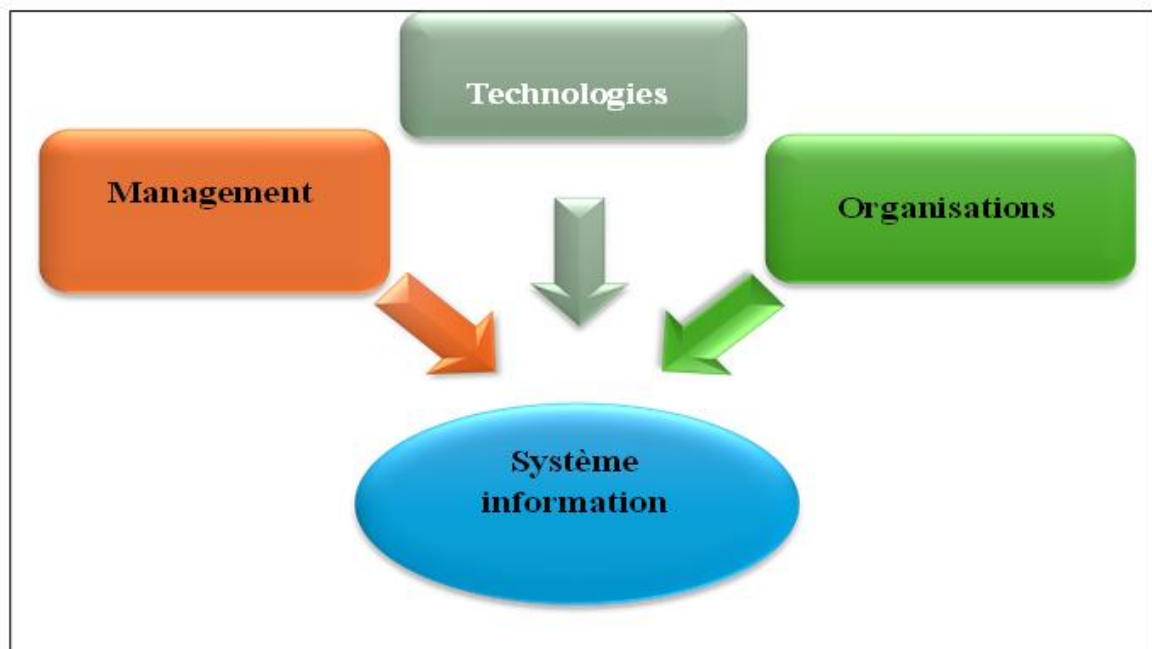 Technologies
Management
Organisations
Système
information